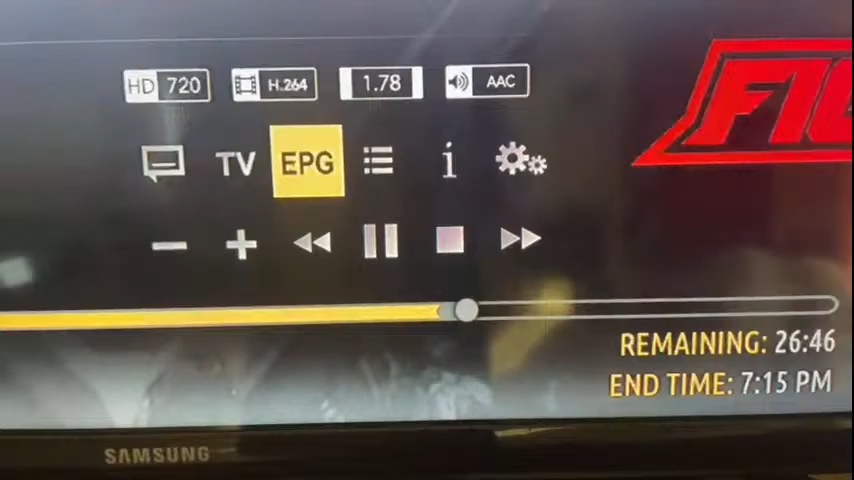 HD 720 H.264 1.78 AAC
TV EPG i
REMAINING: 26:46
END TIME: 7:15 PM
SAMSUNG